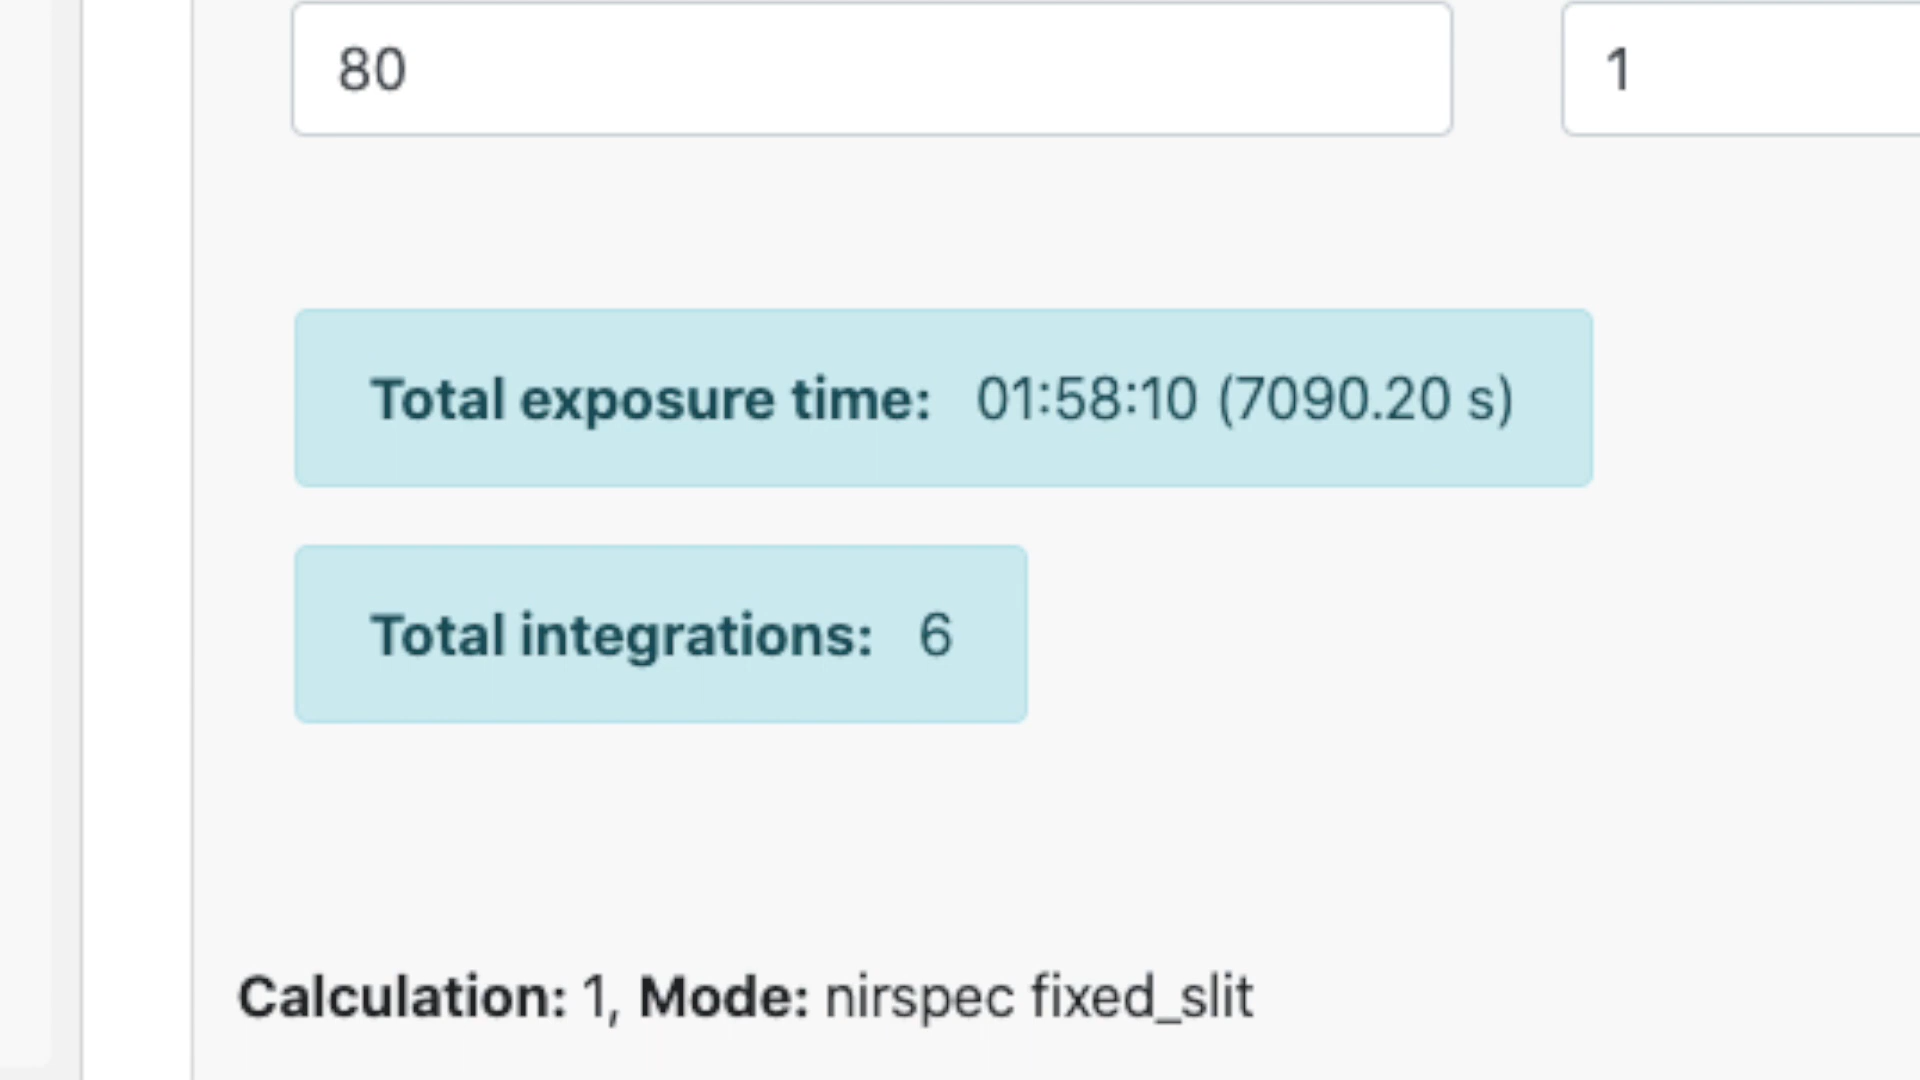 80 1
Total exposure time: 01:58:10 (7090.20 s)
Total integrations: 6
Calculation: 1, Mode: nirspec fixed_slit